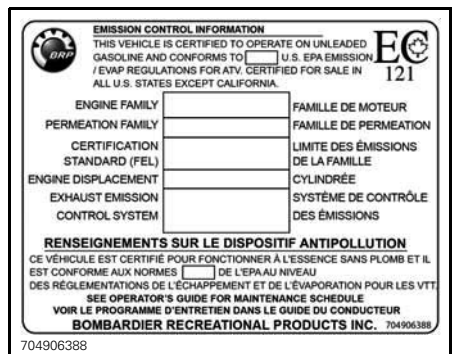 BRP
EMISSION CONTROL INFORMATION
THIS VEHICLE IS CERTIFIED TO OPERATE ON UNLEADED
GASOLINE AND CONFORMS TO U.S. EPA EMISSION
/ EVAP REGULATIONS FOR ATV. CERTIFIED FOR SALE IN
ALL U.S. STATES EXCEPT CALIFORNIA.
EC
121
ENGINE FAMILY FAMILLE DE MOTEUR
PERMEATION FAMILY FAMILLE DE PERMEATION
CERTIFICATION LIMITE DES ÉMISSIONS
STANDARD (FEL) DE LA FAMILLE
ENGINE DISPLACEMENT CYLINDRÉE
EXHAUST EMISSION SYSTÈME DE CONTRÔLE
CONTROL SYSTEM DES ÉMISSIONS
RENSEIGNEMENTS SUR LE DISPOSITIF ANTIPOLLUTION
CE VÉHICULE EST CERTIFIÉ POUR FONCTIONNER À L'ESSENCE SANS PLOMB ET IL
EST CONFORME AUX NORMES DE L'EPA AU NIVEAU
DES RÉGLEMENTATIONS DE L'ÉCHAPPEMENT ET DE L'ÉVAPORATION POUR LES VTT.
SEE OPERATOR'S GUIDE FOR MAINTENANCE SCHEDULE
VOIR LE PROGRAMME D'ENTRETIEN DANS LE GUIDE DU CONDUCTEUR
BOMBARDIER RECREATIONAL PRODUCTS INC. 704906388
704906388